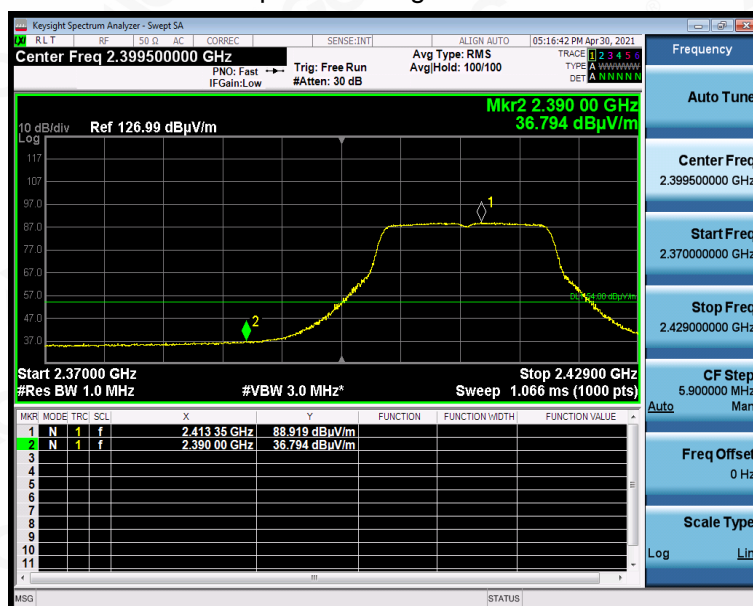 Keysight Spectrum Analyzer - Swept SA
LXI RLT RF 50 Ω AC CORREC SENSE:INT ALIGN AUTO 05:16:42 PM Apr 30, 2021
Center Freq 2.399500000 GHz
PNO: Fast
IFGain:Low
Trig: Free Run
#Atten: 30 dB
Avg Type: RMS
Avg|Hold: 100/100
TRACE 1 2 3 4 5 6
TYPE A WWWWW
DET A N N N N N
Mkr2 2.390 00 GHz
36.794 dBµV/m
10 dB/div Ref 126.99 dBµV/m
Log
117
107
97.0
87.0
77.0
67.0
57.0
47.0
37.0
1
2
Start 2.37000 GHz Stop 2.42900 GHz
#Res BW 1.0 MHz #VBW 3.0 MHz* Sweep 1.066 ms (1000 pts)
MKR MODE TRC SCL X Y FUNCTION FUNCTION WIDTH FUNCTION VALUE
1 N 1 f 2.413 35 GHz 88.919 dBµV/m
2 N 1 f 2.390 00 GHz 36.794 dBµV/m
3
4
5
6
7
8
9
10
11
MSG STATUS
Frequency
Auto Tune
Center Freq
2.399500000 GHz
Start Freq
2.370000000 GHz
Stop Freq
2.429000000 GHz
CF Step
5.900000 MHz
Auto Man
Freq Offset
0 Hz
Scale Type
Log Lin